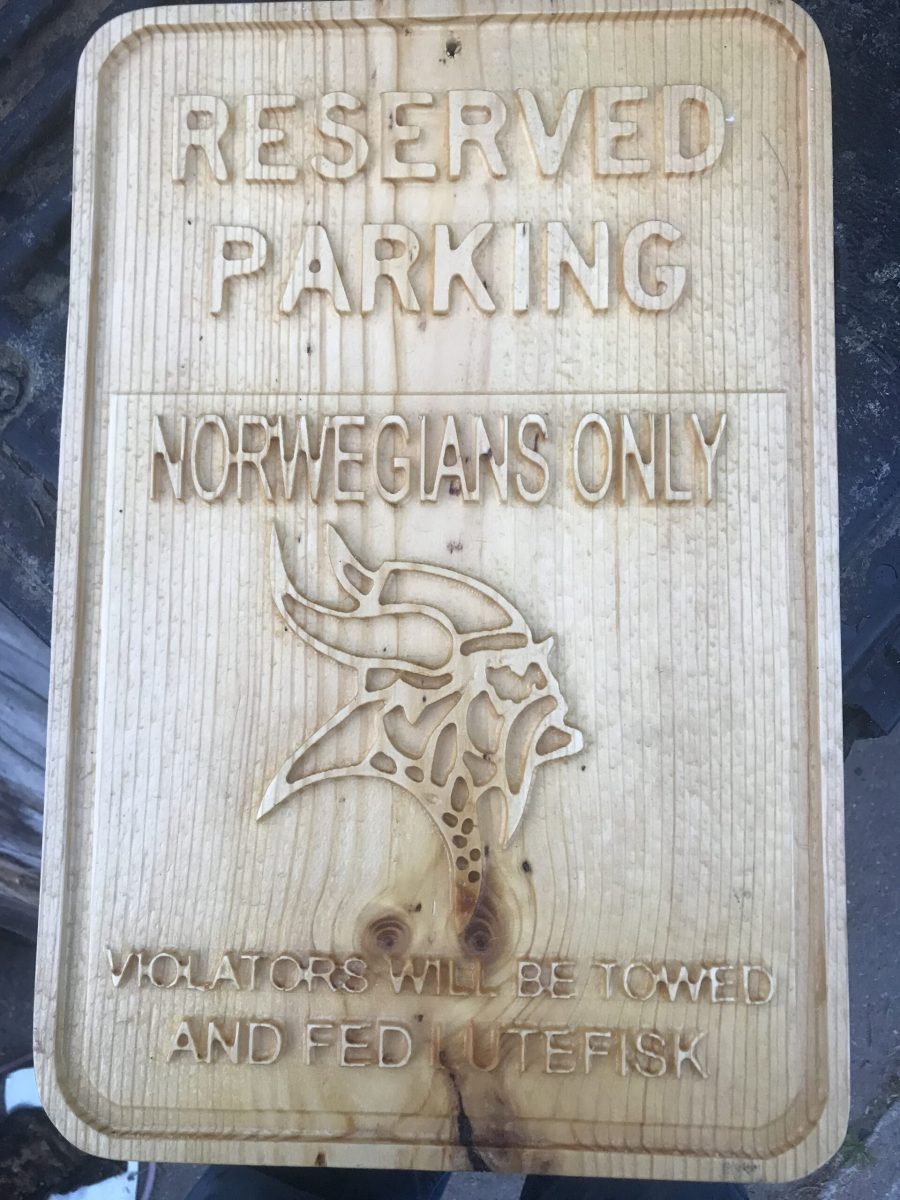 RESERVED
PARKING
NORWEGIANS ONLY
VIOLATORS WILL BE TOWED
AND FED LUTEFISK